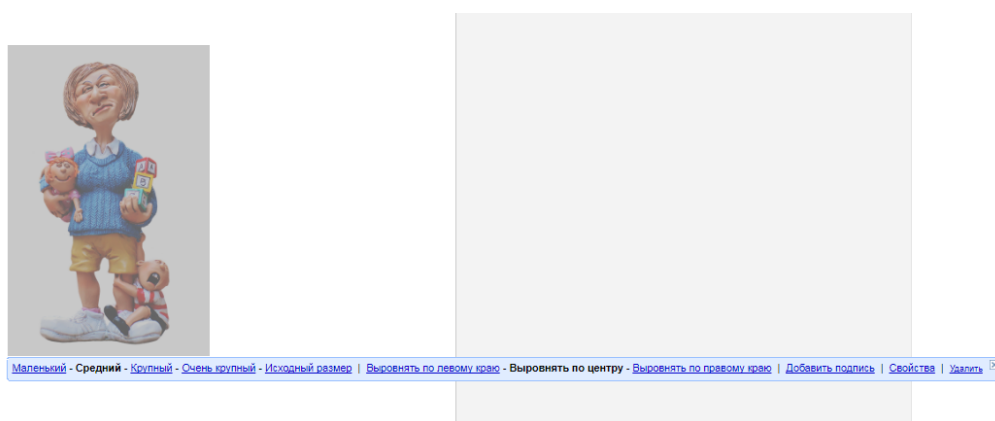 Маленький - Средний - Крупный - Очень крупный - Исходный размер | Выровнять по левому краю - Выровнять по центру - Выровнять по правому краю | Добавить подпись | Свойства | Удалить